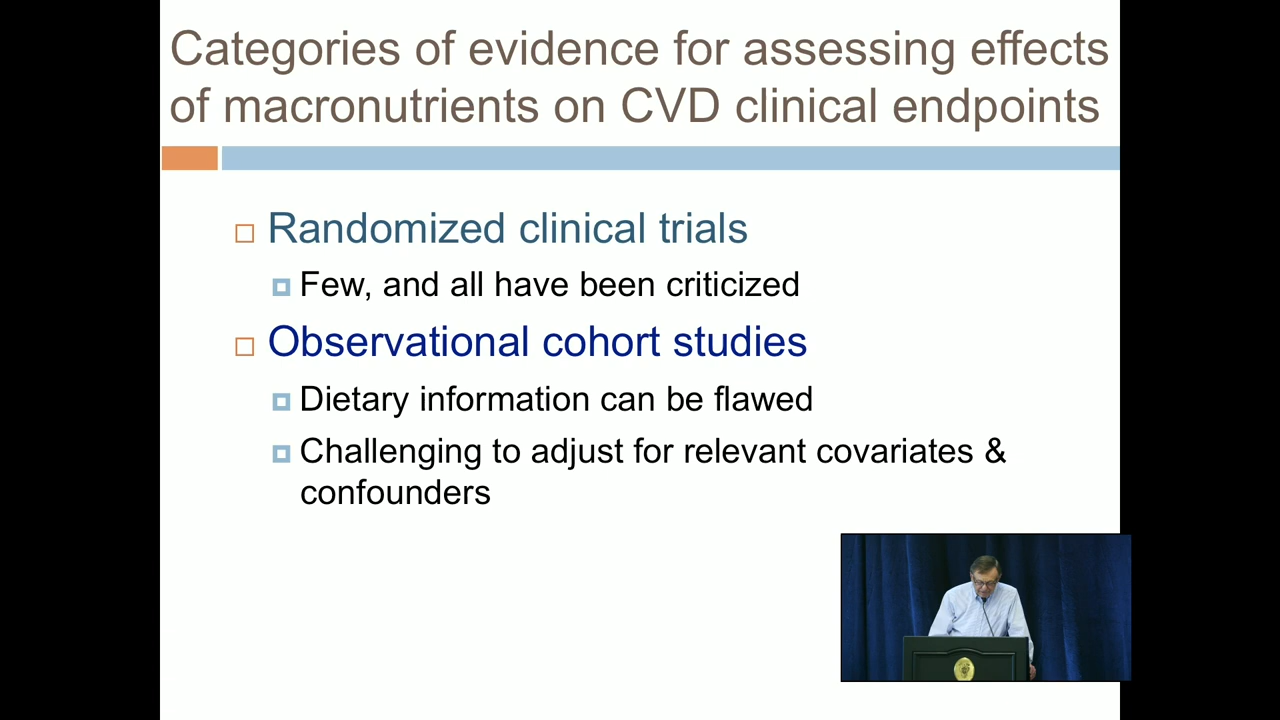 Categories of evidence for assessing effects
of macronutrients on CVD clinical endpoints
Randomized clinical trials
Few, and all have been criticized
Observational cohort studies
Dietary information can be flawed
Challenging to adjust for relevant covariates &
confounders